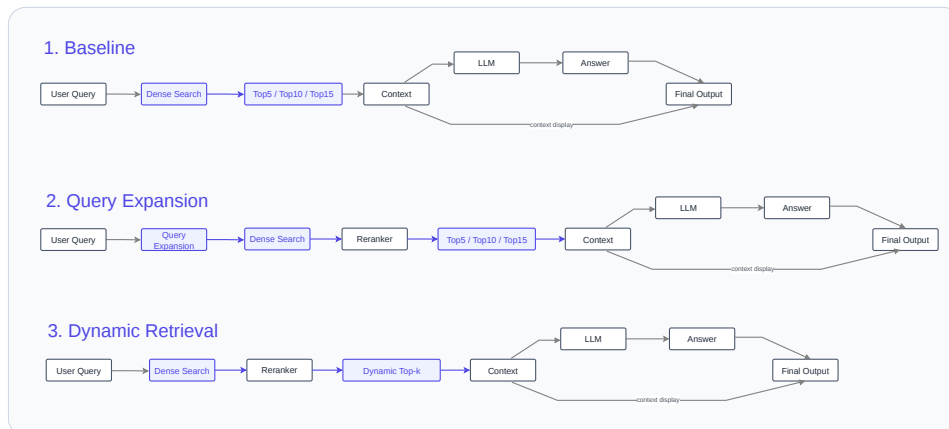 1. Baseline
User Query
Dense Search
Top5 / Top10 / Top15
Context
LLM
Answer
Final Output
context display
2. Query Expansion
User Query
Query
Expansion
Dense Search
Reranker
Top5 / Top10 / Top15
Context
LLM
Answer
Final Output
context display
3. Dynamic Retrieval
User Query
Dense Search
Reranker
Dynamic Top-k
Context
LLM
Answer
Final Output
context display